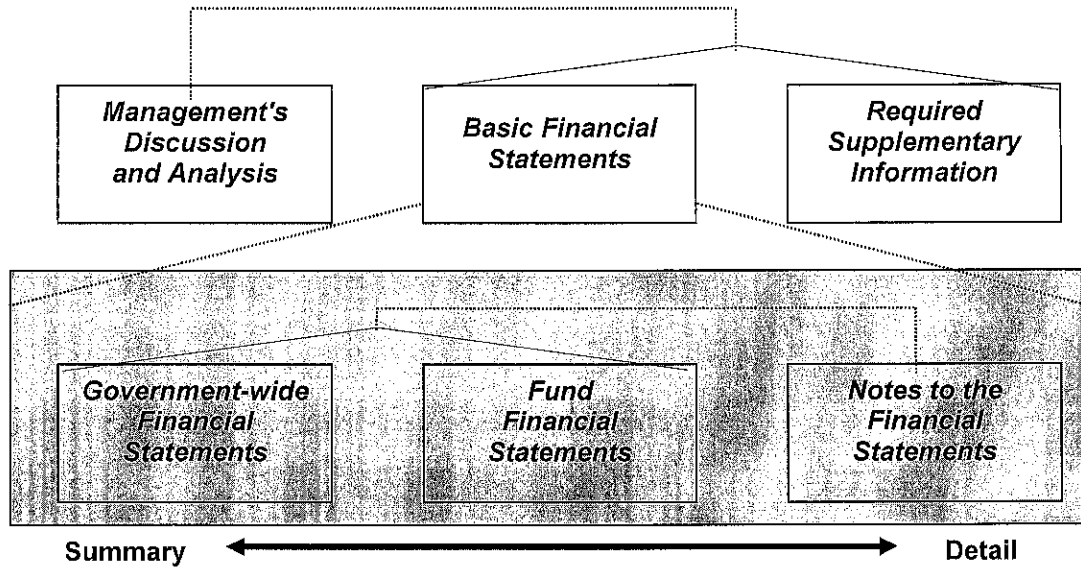 Management's
Discussion
and Analysis
Basic Financial
Statements
Required
Supplementary
Information
Government-wide
Financial
Statements
Fund
Financial
Statements
Notes to the
Financial
Statements
Summary
Detail